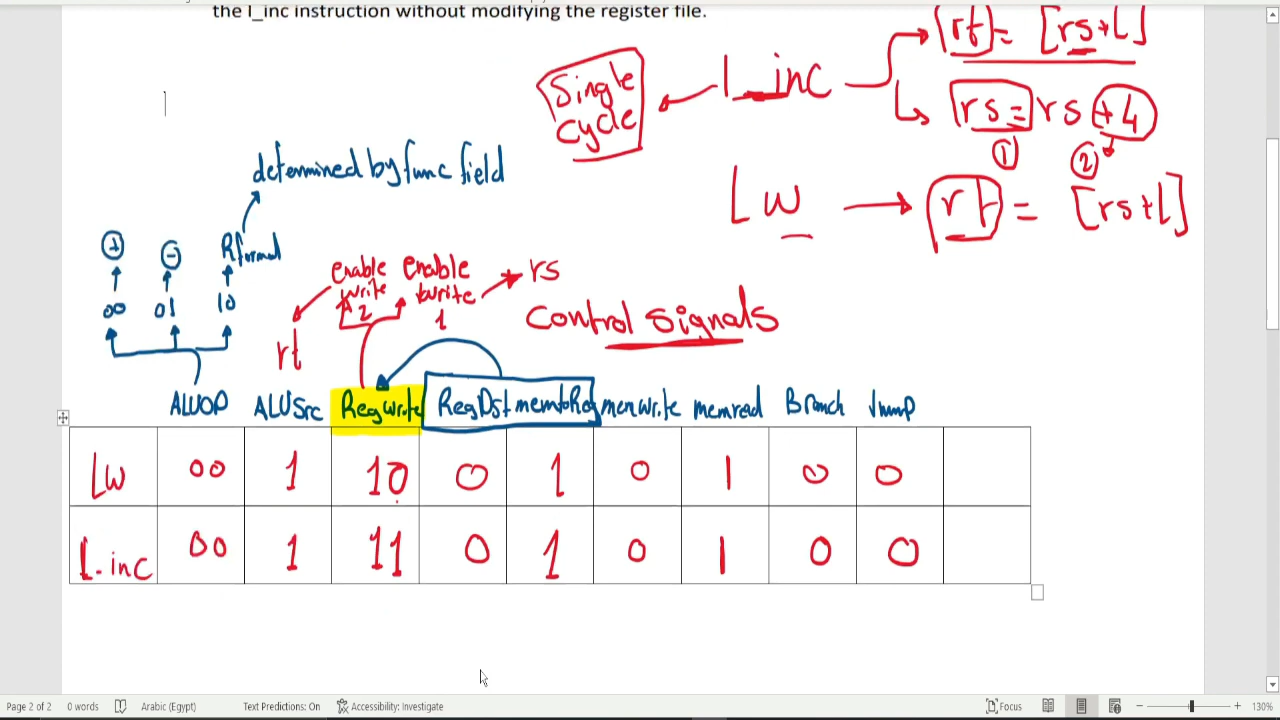 the l_inc instruction without modifying the register file.
rt = [rs+L]
Single cycle
l_inc
rs = rs + 4
1 2
determined by func field
Lw
rt = [rs+L]
+ - Rformat
enable write 2
enable write 1
rs
00 01 10
rt
Control signals
ALUOP ALUSrc RegWrite RegDst memtoReg memWrite memread Branch Jump
Lw 00 1 10 0 1 0 1 0 0
L-inc 00 1 11 0 1 0 1 0 0
Page 2 of 2 0 words Arabic (Egypt) Text Predictions: On Accessibility: Investigate Focus 130%